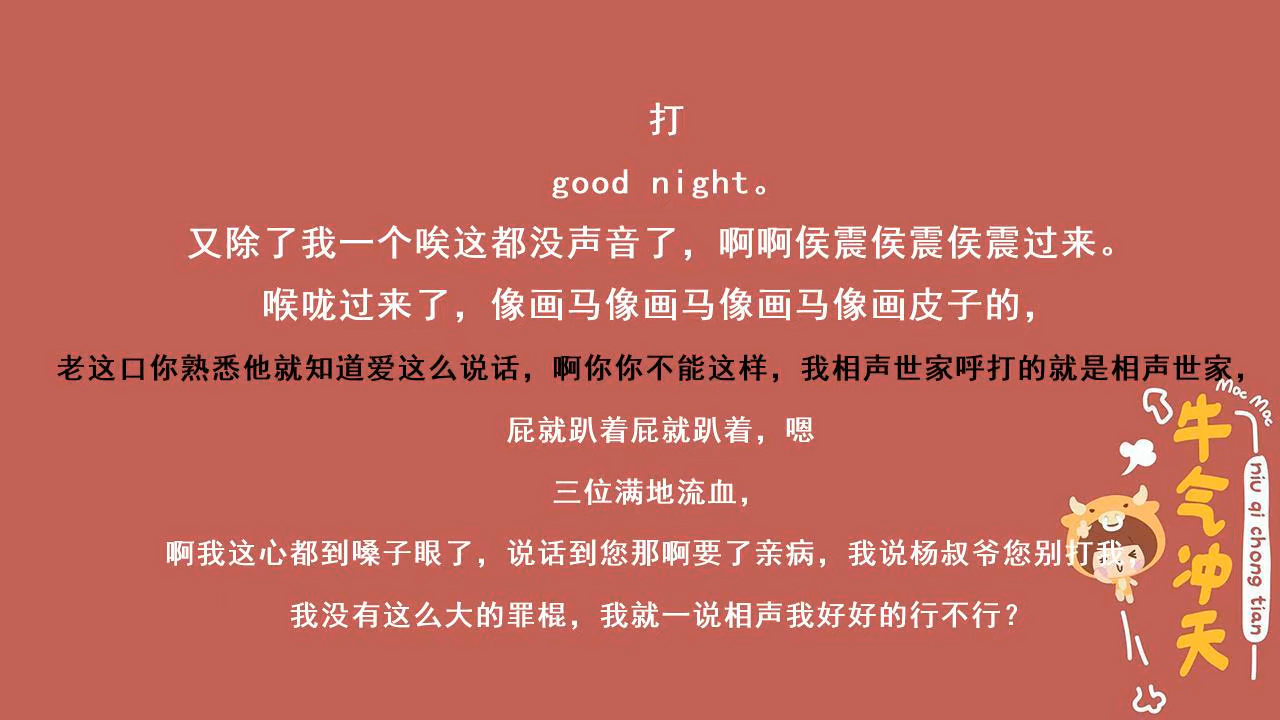 打
good night。
又除了我一个唉这都没声音了，啊啊侯震侯震侯震过来。
喉咙过来了，像画马像画马像画马像画皮子的，
老这口你熟悉他就知道爱这么说话，啊你你不能这样，我相声世家呼打的就是相声世家，
屁就趴着屁就趴着，嗯
三位满地流血，
啊我这心都到嗓子眼了，说话到您那啊要了亲病，我说杨叔爷您别打我，
我没有这么大的罪棍，我就一说相声我好好的行不行？
Moc Moc
牛气冲天
niu qi chong tian